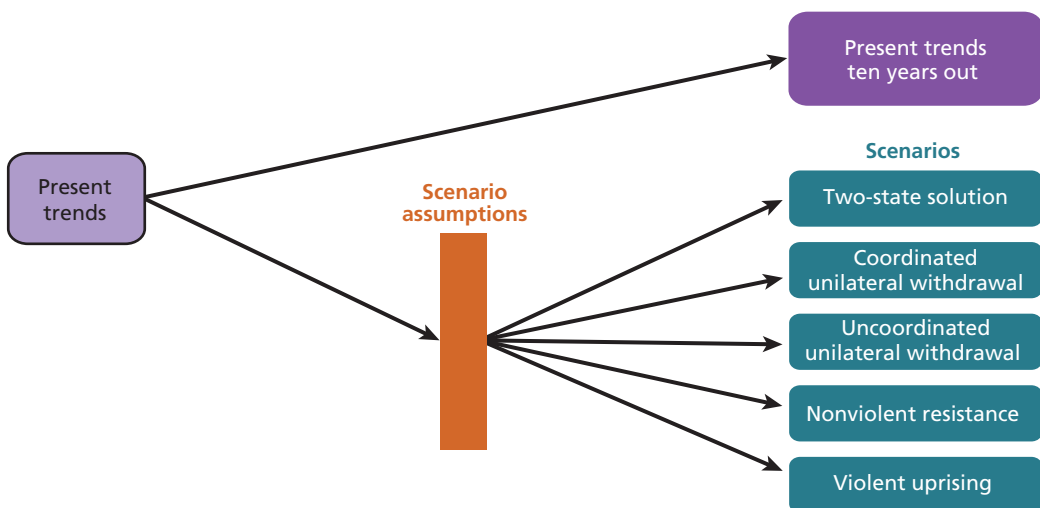 Present trends
ten years out
Present
trends
Scenario
assumptions
Scenarios
Two-state solution
Coordinated
unilateral withdrawal
Uncoordinated
unilateral withdrawal
Nonviolent resistance
Violent uprising